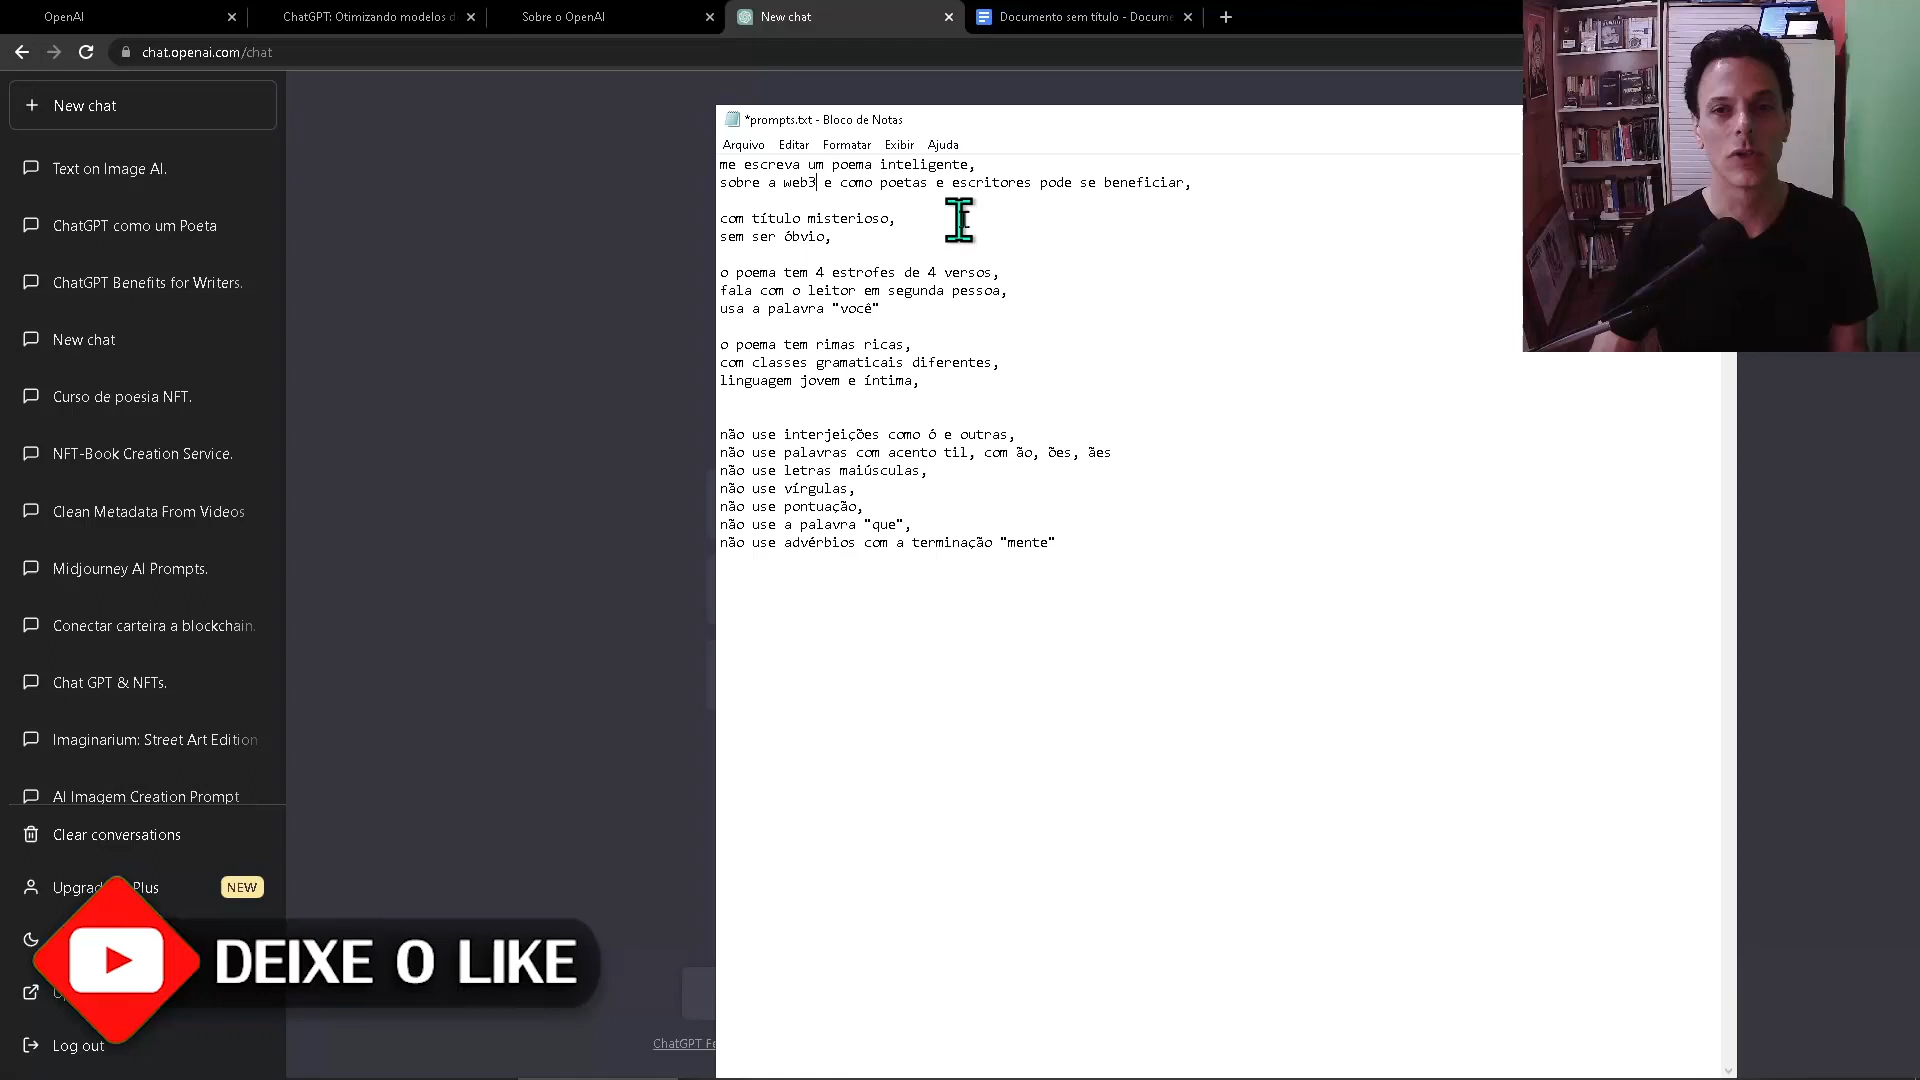 OpenAI
ChatGPT: Otimizando modelos d
Sobre o OpenAI
New chat
Documento sem título - Docume
chat.openai.com/chat
New chat
Text on Image AI.
ChatGPT como um Poeta
ChatGPT Benefits for Writers.
New chat
Curso de poesia NFT.
NFT-Book Creation Service.
Clean Metadata From Videos
Midjourney AI Prompts.
Conectar carteira a blockchain.
Chat GPT & NFTs.
Imaginarium: Street Art Edition
AI Imagem Creation Prompt
Clear conversations
Upgrad Plus
NEW
Log out
DEIXE O LIKE
*prompts.txt - Bloco de Notas
Arquivo Editar Formatar Exibir Ajuda
me escreva um poema inteligente,
sobre a web3 e como poetas e escritores pode se beneficiar,
com título misterioso,
sem ser óbvio,
o poema tem 4 estrofes de 4 versos,
fala com o leitor em segunda pessoa,
usa a palavra "você"
o poema tem rimas ricas,
com classes gramaticais diferentes,
linguagem jovem e íntima,
não use interjeições como ó e outras,
não use palavras com acento til, com ão, ões, ães
não use letras maiúsculas,
não use vírgulas,
não use pontuação,
não use a palavra "que",
não use advérbios com a terminação "mente"
ChatGPT Fe